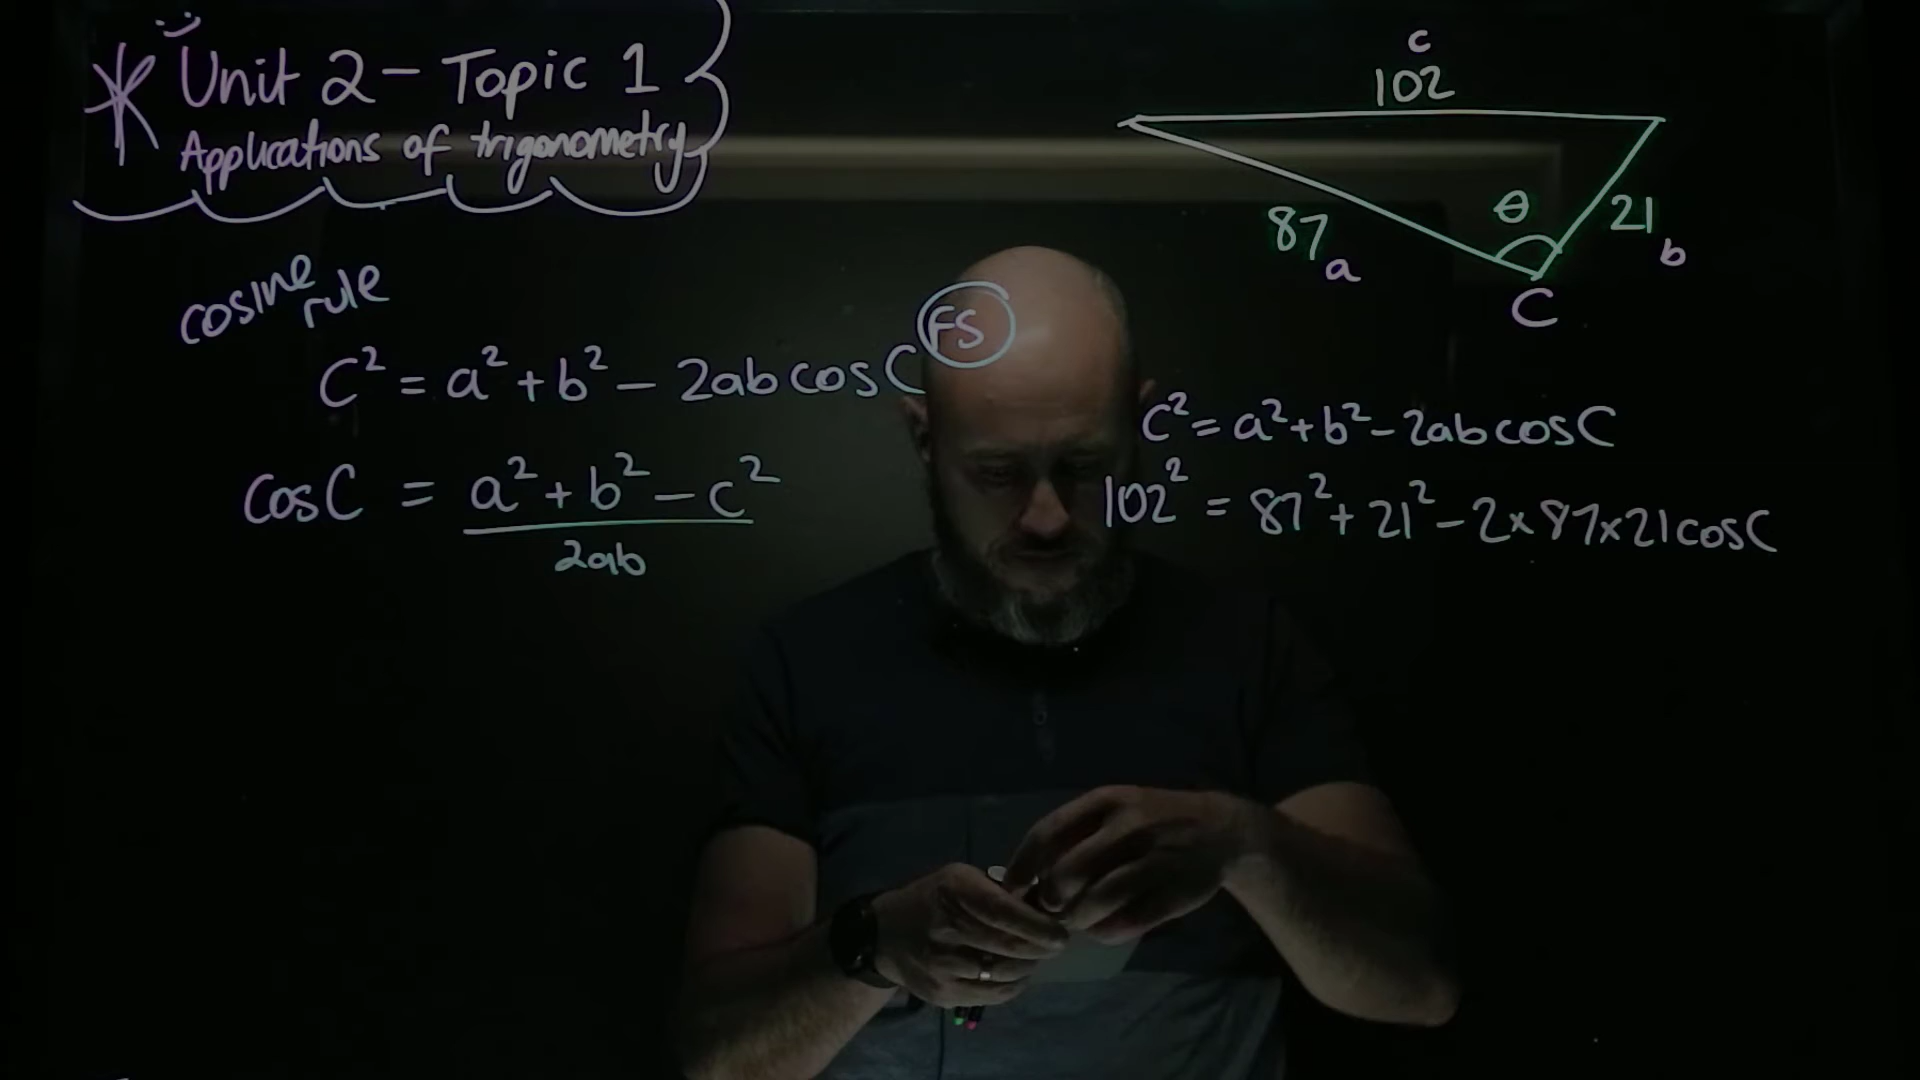 Unit 2 - Topic 1
Applications of trigonometry
cosine rule
C² = a² + b² - 2ab cos C FS
cos C = a² + b² - c²
2ab
c
102
θ
87
a
21
b
C
c² = a² + b² - 2ab cos C
102² = 87² + 21² - 2 × 87 × 21 cos C